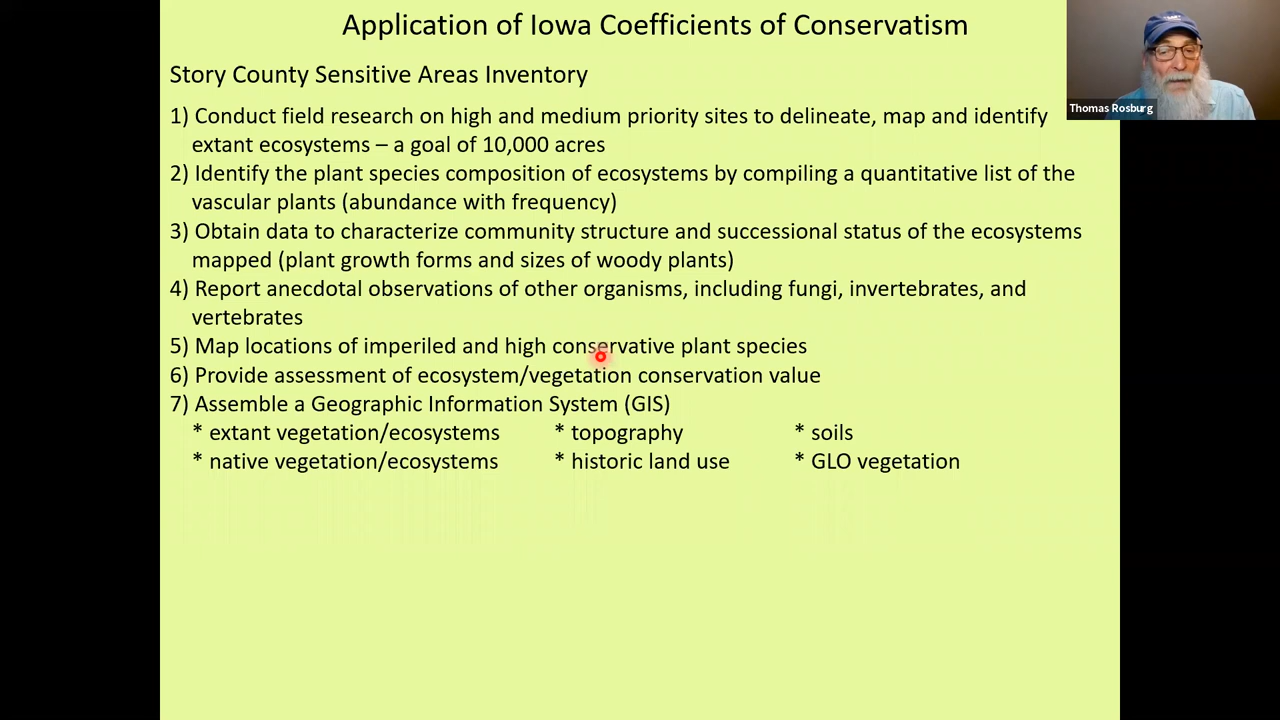 Application of Iowa Coefficients of Conservatism
Thomas Rosburg
Story County Sensitive Areas Inventory
1) Conduct field research on high and medium priority sites to delineate, map and identify
extant ecosystems – a goal of 10,000 acres
2) Identify the plant species composition of ecosystems by compiling a quantitative list of the
vascular plants (abundance with frequency)
3) Obtain data to characterize community structure and successional status of the ecosystems
mapped (plant growth forms and sizes of woody plants)
4) Report anecdotal observations of other organisms, including fungi, invertebrates, and
vertebrates
5) Map locations of imperiled and high conservative plant species
6) Provide assessment of ecosystem/vegetation conservation value
7) Assemble a Geographic Information System (GIS)
* extant vegetation/ecosystems * topography * soils
* native vegetation/ecosystems * historic land use * GLO vegetation